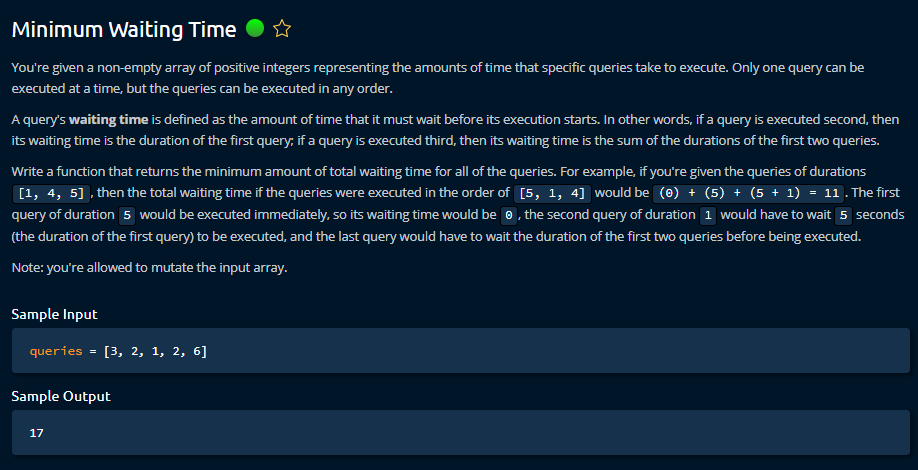 Minimum Waiting Time
You're given a non-empty array of positive integers representing the amounts of time that specific queries take to execute. Only one query can be
executed at a time, but the queries can be executed in any order.
A query's waiting time is defined as the amount of time that it must wait before its execution starts. In other words, if a query is executed second, then
its waiting time is the duration of the first query; if a query is executed third, then its waiting time is the sum of the durations of the first two queries.
Write a function that returns the minimum amount of total waiting time for all of the queries. For example, if you're given the queries of durations
[1, 4, 5] , then the total waiting time if the queries were executed in the order of [5, 1, 4] would be (0) + (5) + (5 + 1) = 11 . The first
query of duration 5 would be executed immediately, so its waiting time would be 0 , the second query of duration 1 would have to wait 5 seconds
(the duration of the first query) to be executed, and the last query would have to wait the duration of the first two queries before being executed.
Note: you're allowed to mutate the input array.
Sample Input
queries = [3, 2, 1, 2, 6]
Sample Output
17